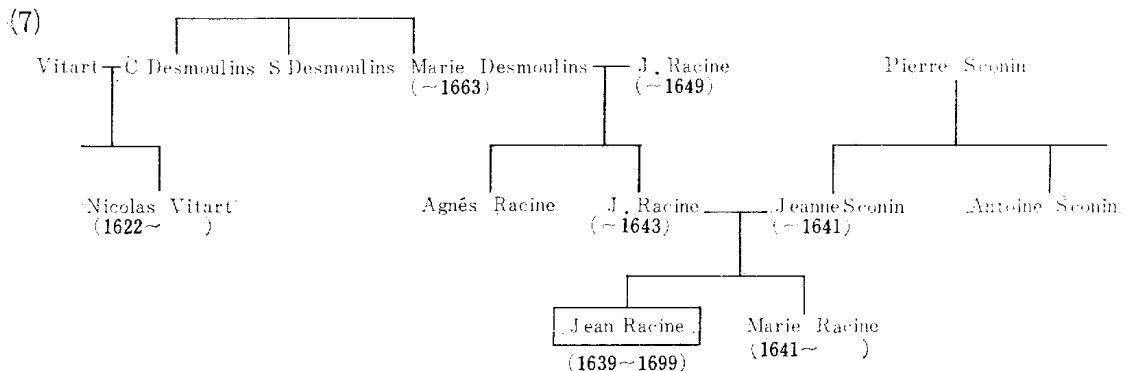 (7)
Vitart C Desmoulins S Desmoulins Marie Desmoulins J. Racine Pierre Sconin
(~1663) (~1649)
Nicolas Vitart Agnés Racine J. Racine Jeanne Sconin Antoine Sconin
(1622~ ) (~1643) (~1641)
Jean Racine Marie Racine
(1639~1699) (1641~ )